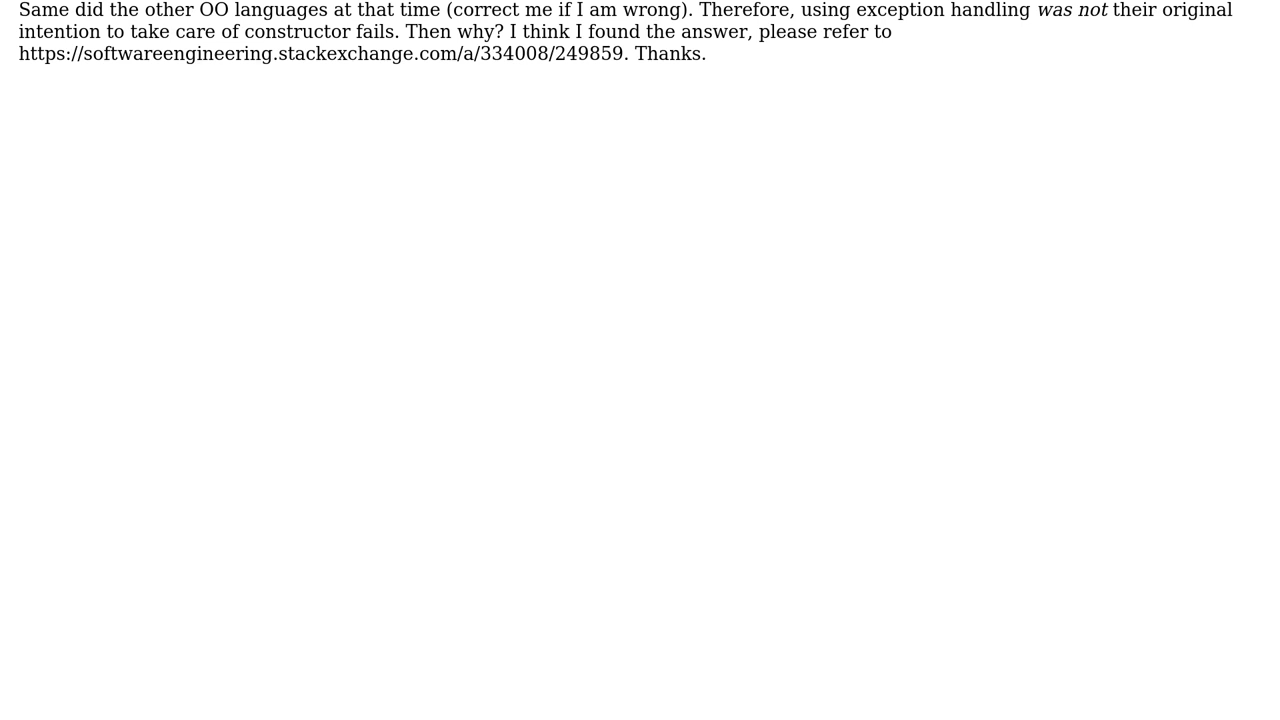 Same did the other OO languages at that time (correct me if I am wrong). Therefore, using exception handling was not their original
intention to take care of constructor fails. Then why? I think I found the answer, please refer to
https://softwareengineering.stackexchange.com/a/334008/249859. Thanks.